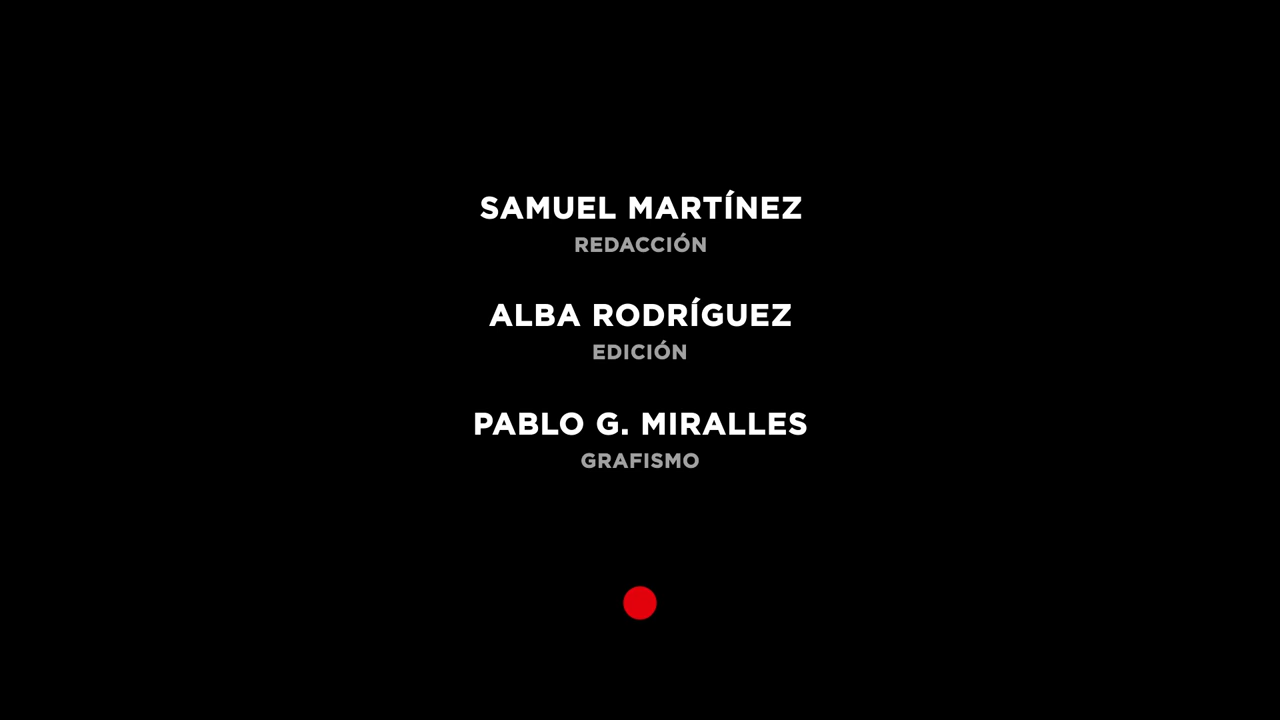 SAMUEL MARTÍNEZ
REDACCIÓN
ALBA RODRÍGUEZ
EDICIÓN
PABLO G. MIRALLES
GRAFISMO